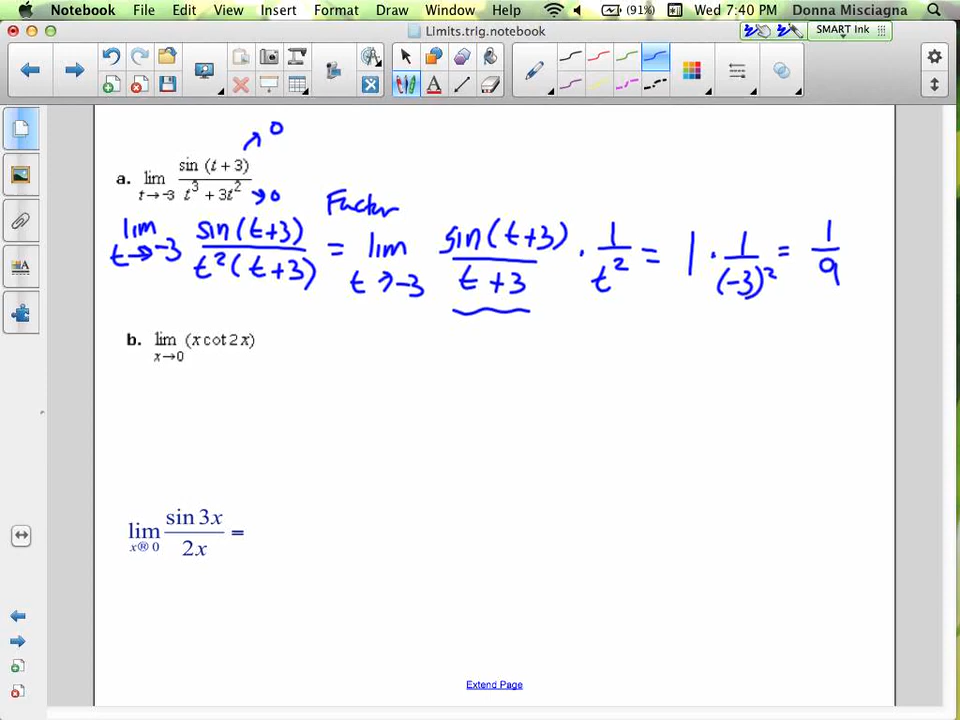 Notebook File Edit View Insert Format Draw Window Help (91%) Wed 7:40 PM Donna Misciagna
Limits.trig.notebook
SMART Ink
→ 0
a. lim t→-3 sin (t+3) / t³ + 3t² → 0
Factor
lim t→-3 sin(t+3) / t²(t+3) = lim t→-3 sin(t+3) / t+3 · 1 / t² = 1 · 1 / (-3)² = 1 / 9
b. lim x→0 (x cot 2x)
lim x®0 sin 3x / 2x =
Extend Page